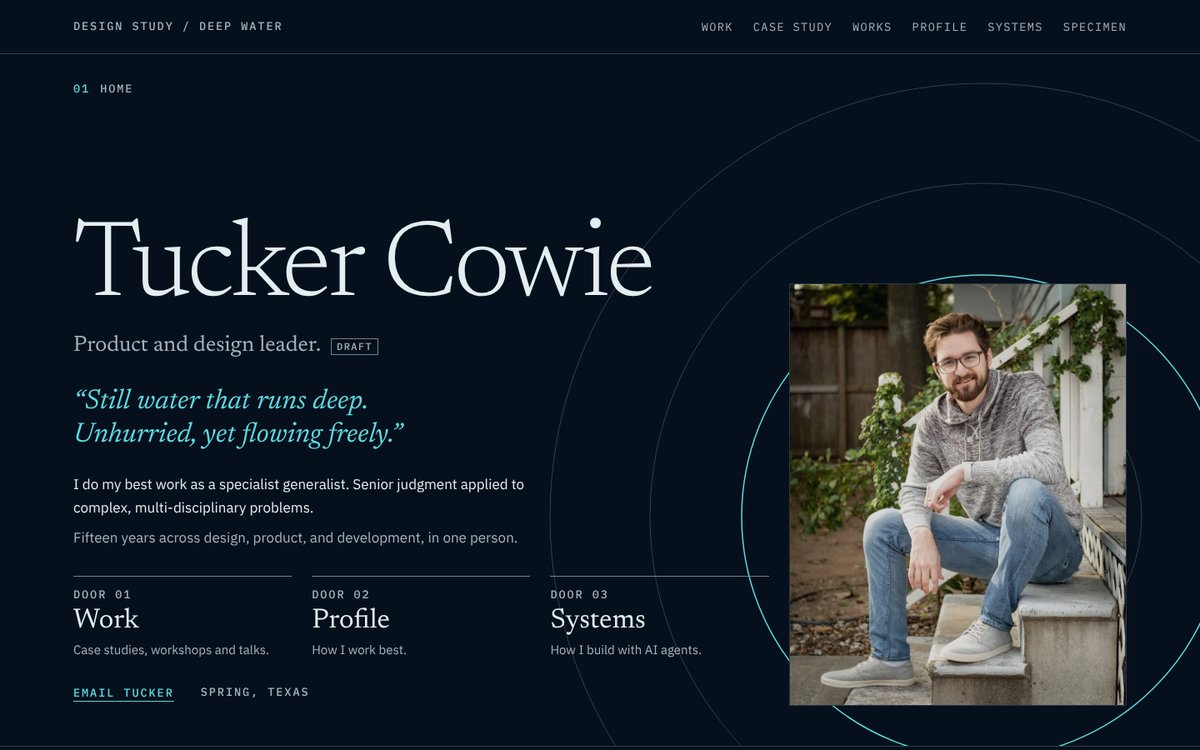 DESIGN STUDY / DEEP WATER
WORK CASE STUDY WORKS PROFILE SYSTEMS SPECIMEN
01 HOME
Tucker Cowie
Product and design leader. DRAFT
“Still water that runs deep.
Unhurried, yet flowing freely.”
I do my best work as a specialist generalist. Senior judgment applied to
complex, multi-disciplinary problems.
Fifteen years across design, product, and development, in one person.
DOOR 01
Work
Case studies, workshops and talks.
DOOR 02
Profile
How I work best.
DOOR 03
Systems
How I build with AI agents.
EMAIL TUCKER
SPRING, TEXAS